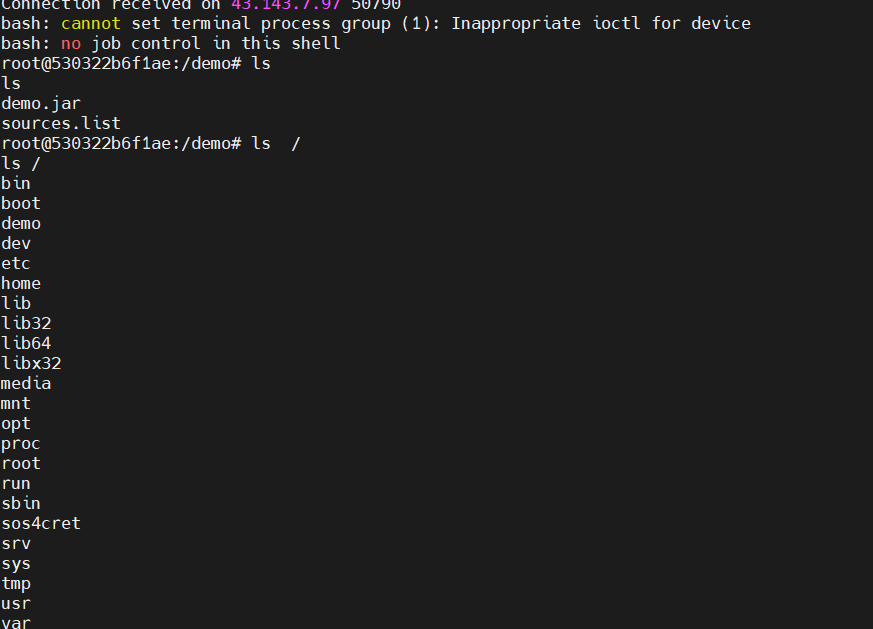 Connection received on 43.143.7.97 50790
bash: cannot set terminal process group (1): Inappropriate ioctl for device
bash: no job control in this shell
root@530322b6f1ae:/demo# ls
ls
demo.jar
sources.list
root@530322b6f1ae:/demo# ls  /
ls /
bin
boot
demo
dev
etc
home
lib
lib32
lib64
libx32
media
mnt
opt
proc
root
run
sbin
sos4cret
srv
sys
tmp
usr
var